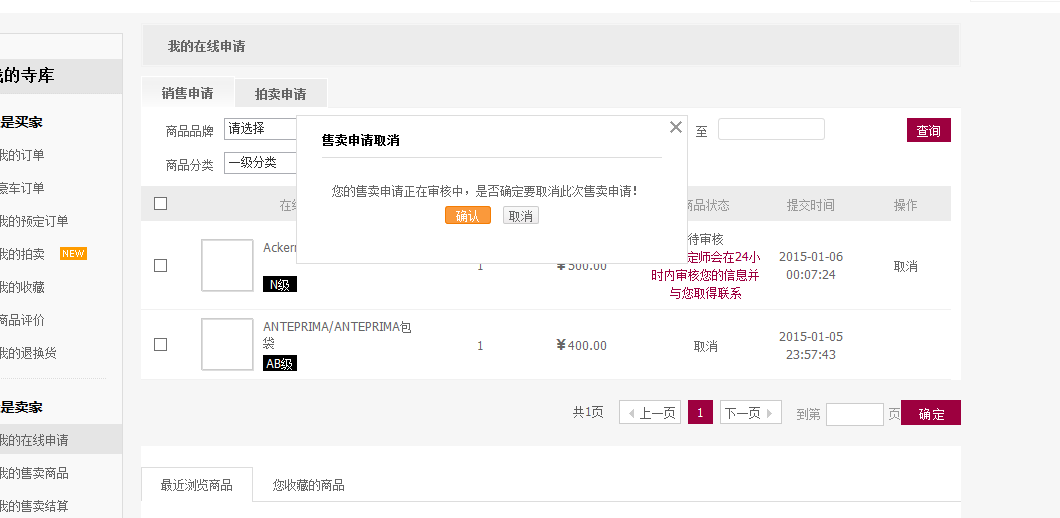 我的在线申请
的寺库
销售申请 拍卖申请
是买家
商品品牌 请选择 至 查询
我的订单
商品分类 一级分类
豪车订单
我的预定订单
我的拍卖 NEW
我的收藏
商品评价
我的退换货
是卖家
我的在线申请
我的售卖商品
我的售卖结算
售卖申请取消
您的售卖申请正在审核中，是否确定要取消此次售卖申请！
确认 取消
商品状态 提交时间 操作
N级
1 ¥500.00
待审核
定师会在24小
时内审核您的信息并
与您取得联系
2015-01-06
00:07:24
取消
ANTEPRIMA/ANTEPRIMA包
袋
AB级
1 ¥400.00 取消
2015-01-05
23:57:43
共1页 上一页 1 下一页 到第 页 确定
最近浏览商品 您收藏的商品